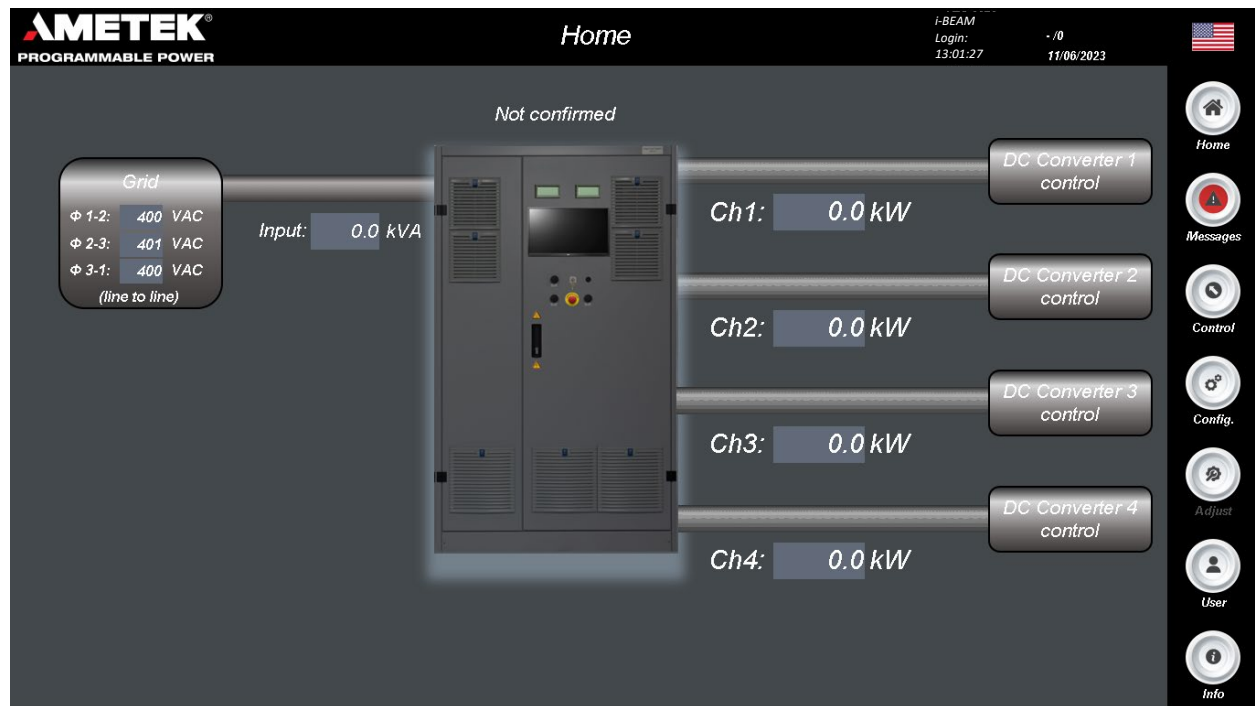 AMETEK®
PROGRAMMABLE POWER
Home
i-BEAM
Login: - /0
13:01:27 11/06/2023
Not confirmed
Grid
Φ 1-2: 400 VAC
Φ 2-3: 401 VAC
Φ 3-1: 400 VAC
(line to line)
Input: 0.0 kVA
DC Converter 1
control
Ch1: 0.0 kW
DC Converter 2
control
Ch2: 0.0 kW
DC Converter 3
control
Ch3: 0.0 kW
DC Converter 4
control
Ch4: 0.0 kW
Home
Messages
Control
Config.
Adjust
User
Info